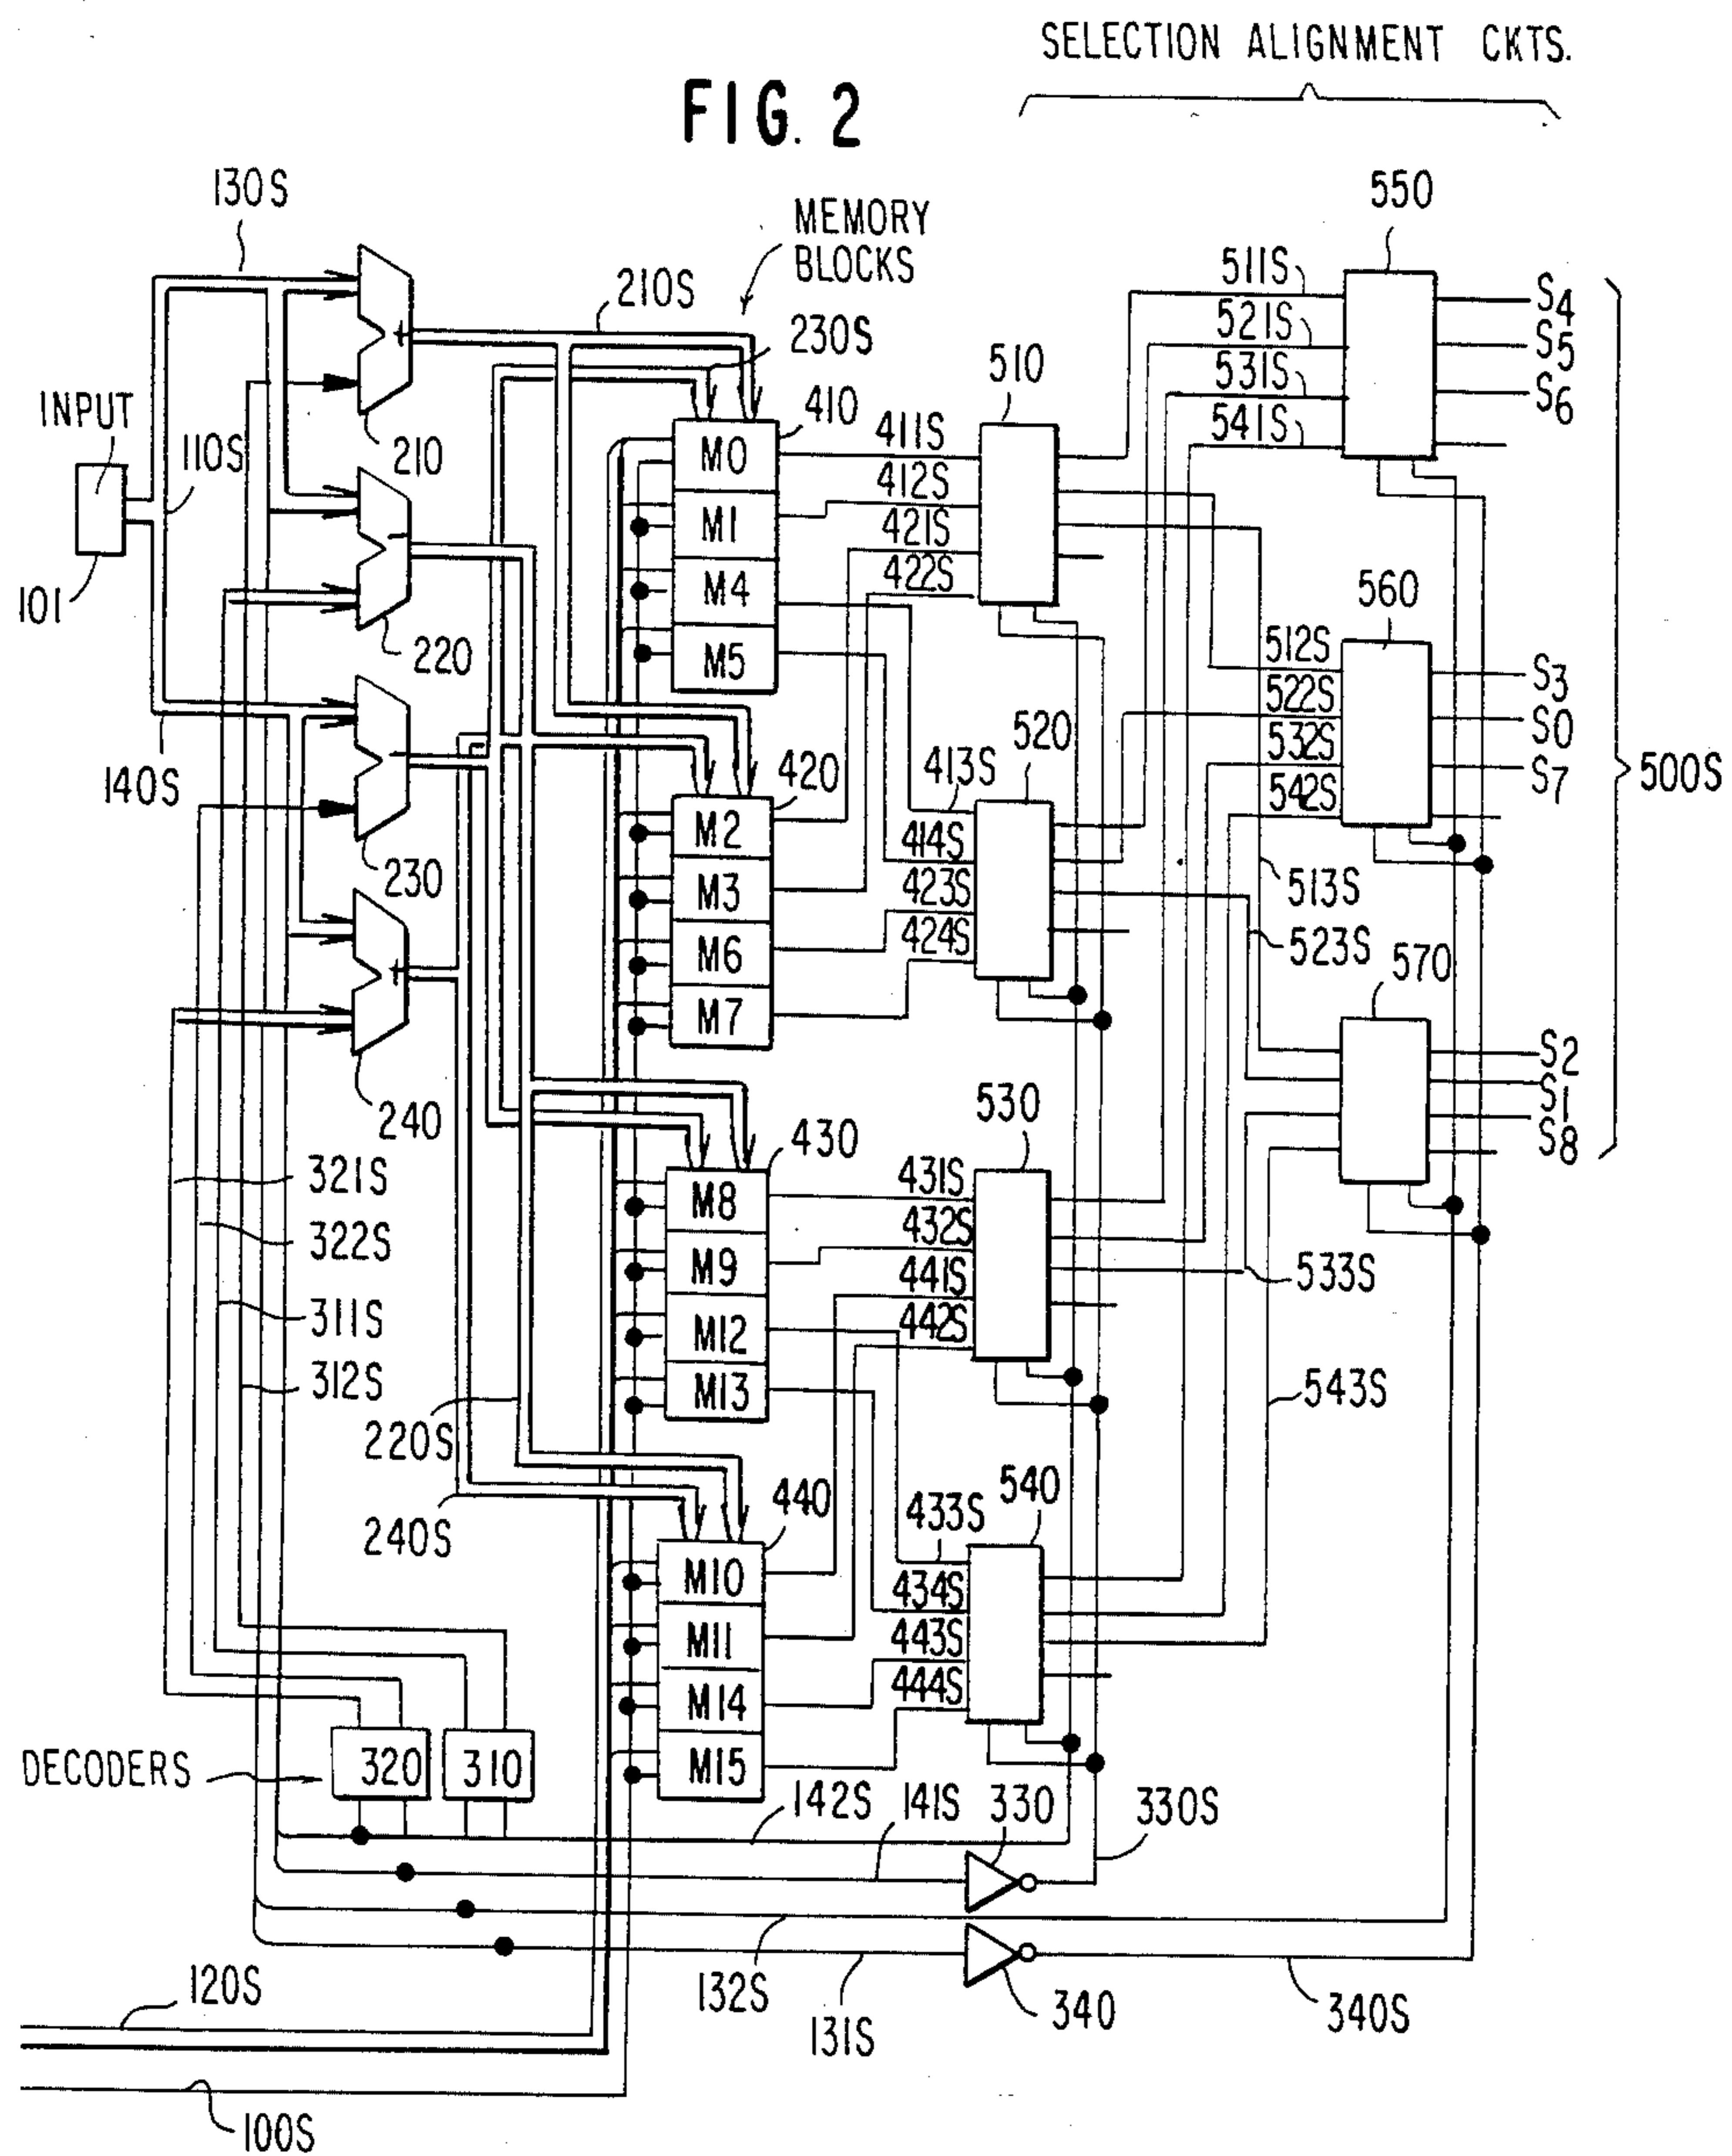 SELECTION ALIGNMENT CKTS.
FIG. 2
130S
MEMORY
BLOCKS
550
210S
511S
S4
230S
521S
S5
510
531S
S6
INPUT
410
541S
110S
411S
M0
210
412S
M1
421S
101
M4
422S
560
220
M5
512S
S3
522S
S0
520
532S
S7
500S
140S
413S
542S
420
M2
414S
230
M3
423S
513S
M6
424S
523S
M7
570
S2
S1
240
530
S8
430
321S
431S
M8
322S
432S
533S
M9
441S
311S
442S
M12
312S
M13
543S
220S
540
440
433S
240S
M10
434S
M11
443S
M14
444S
DECODERS
320
310
M15
142S
141S
330
330S
120S
132S
131S
340
340S
100S